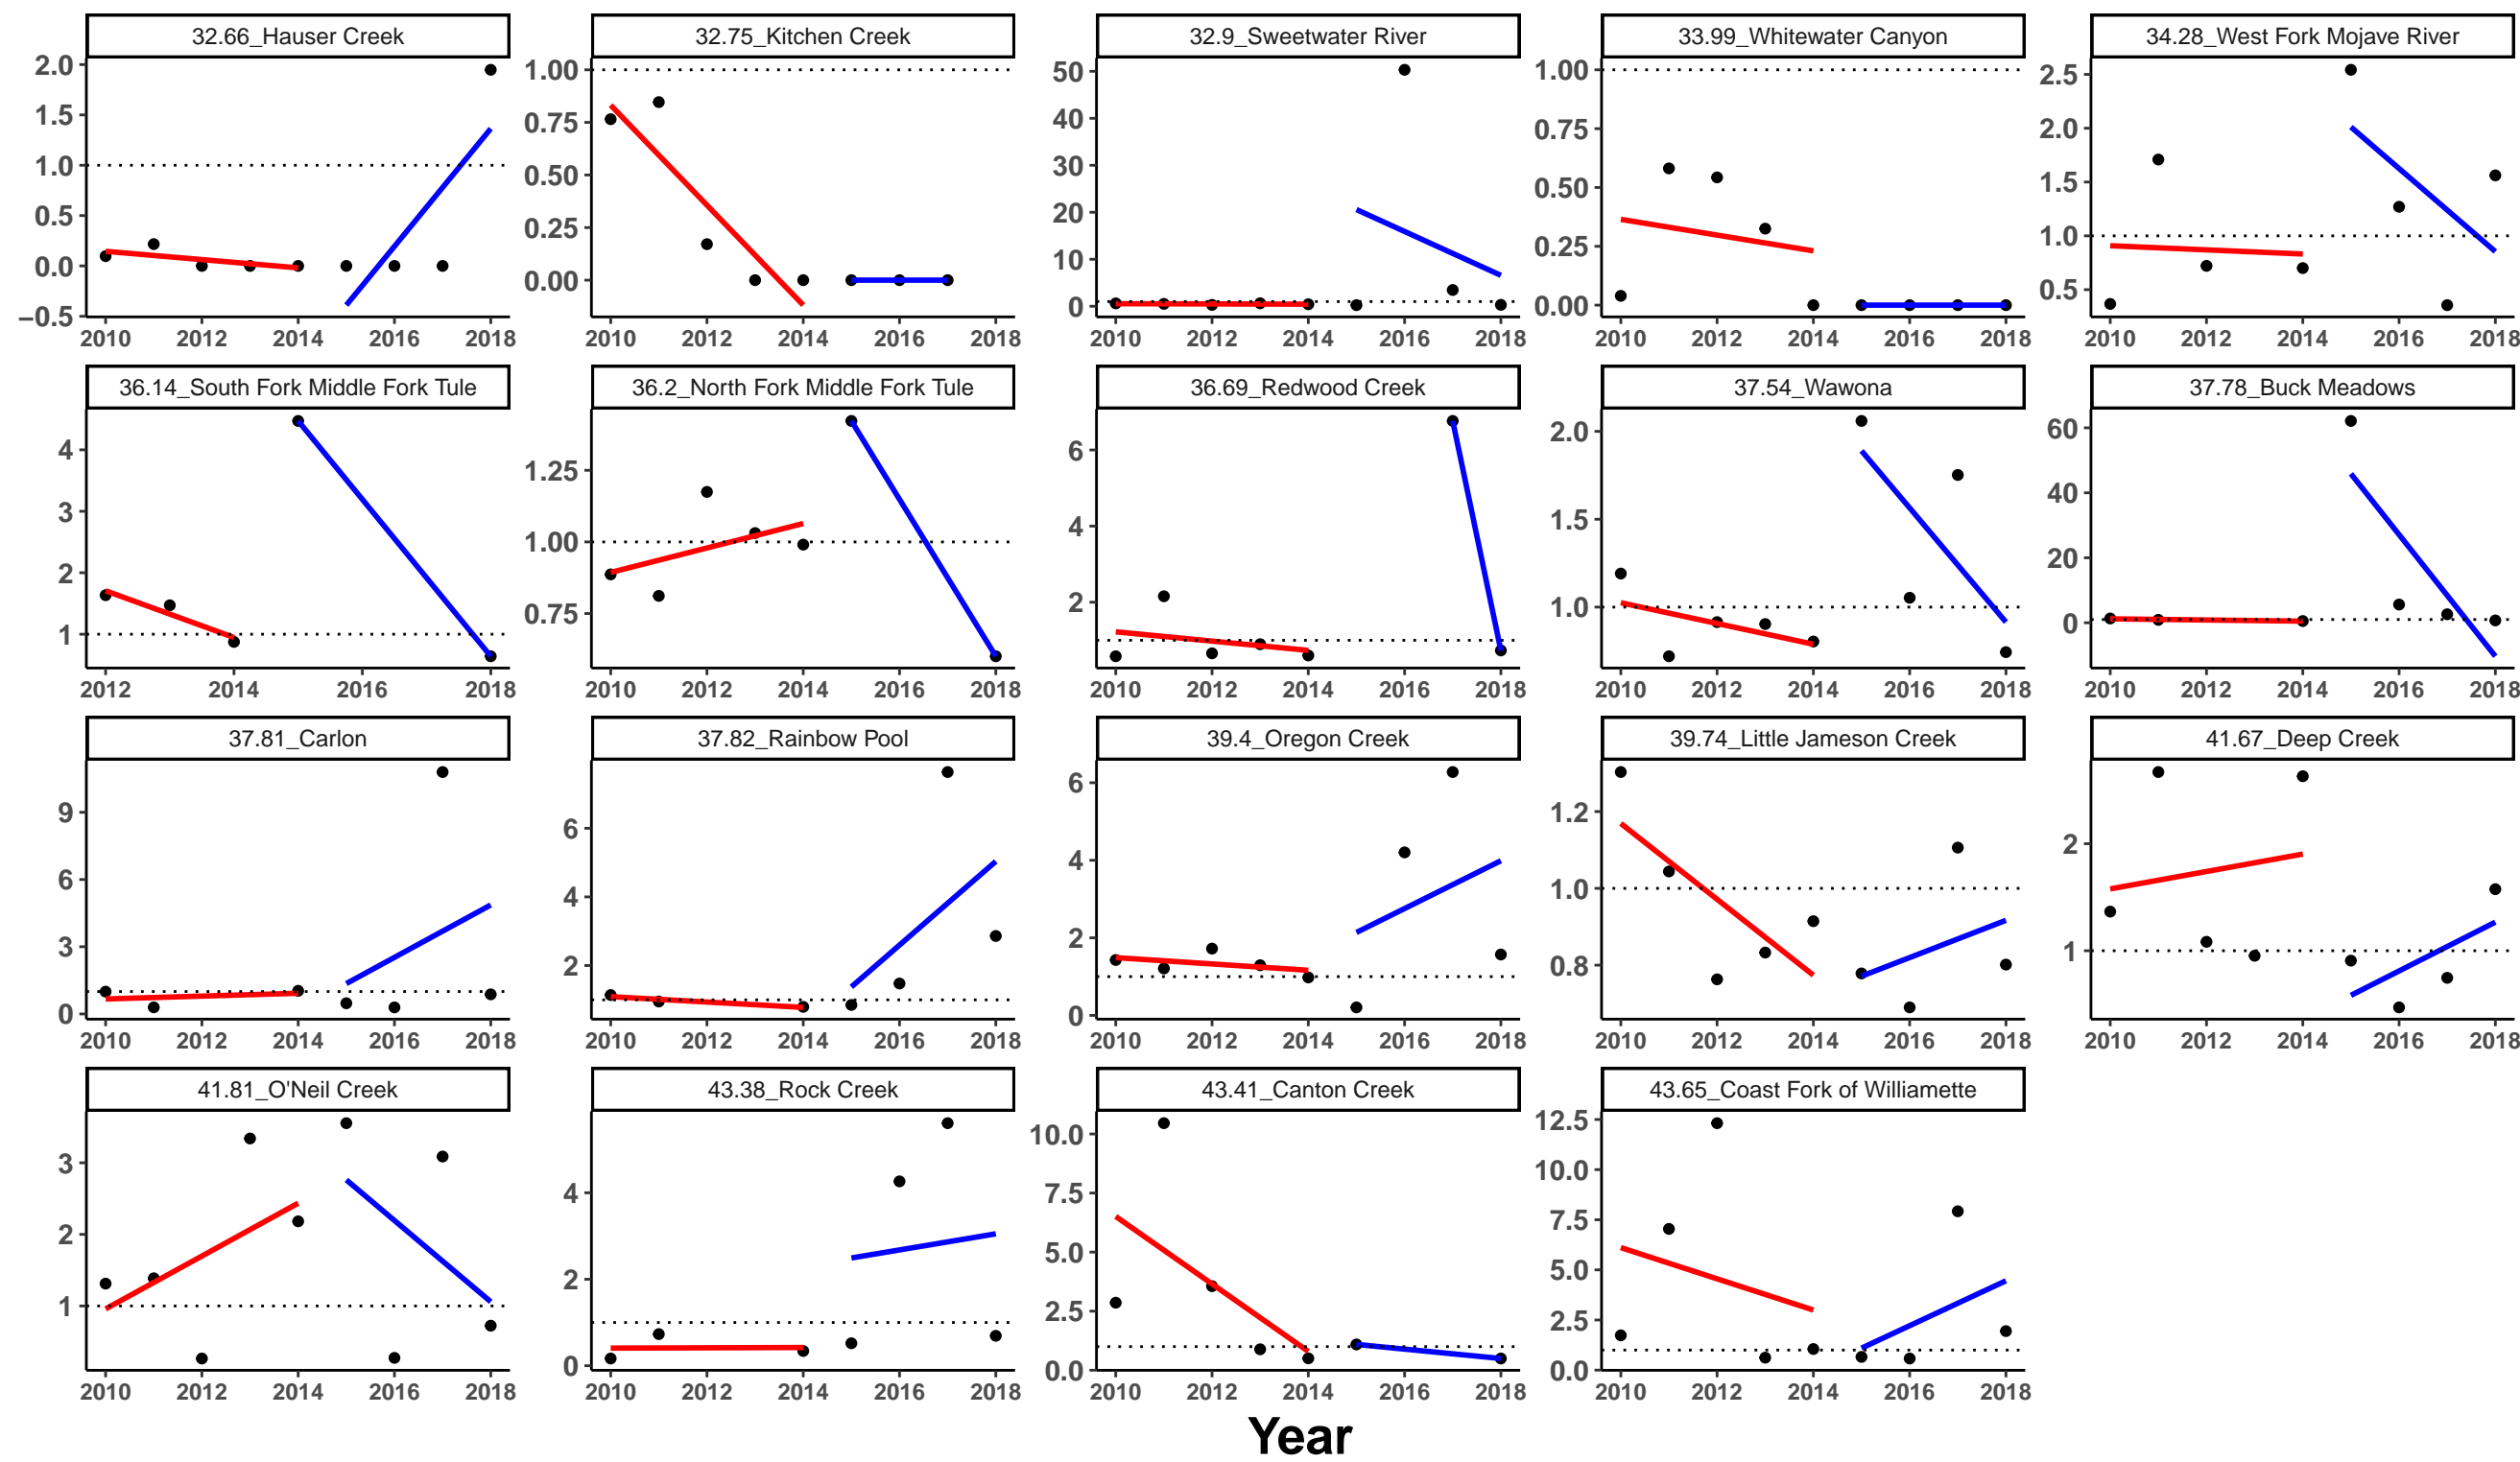 32.66_Hauser Creek 32.75_Kitchen Creek 32.9_Sweetwater River 33.99_Whitewater Canyon 34.28_West Fork Mojave River
2.0 1.00 50 1.00 2.5
1.5 0.75 40 0.75 2.0
1.0 0.50 30 0.50 1.5
0.5 0.25 20 0.25 1.0
0.0 0.00 10 0.00 0.5
−0.5 0
2010 2012 2014 2016 2018 2010 2012 2014 2016 2018 2010 2012 2014 2016 2018 2010 2012 2014 2016 2018 2010 2012 2014 2016 2018
36.14_South Fork Middle Fork Tule 36.2_North Fork Middle Fork Tule 36.69_Redwood Creek 37.54_Wawona 37.78_Buck Meadows
4 1.25 6 2.0 60
3 1.00 4 1.5 40
2 0.75 2 1.0 20
1 0
2012 2014 2016 2018 2010 2012 2014 2016 2018 2010 2012 2014 2016 2018 2010 2012 2014 2016 2018 2010 2012 2014 2016 2018
37.81_Carlon 37.82_Rainbow Pool 39.4_Oregon Creek 39.74_Little Jameson Creek 41.67_Deep Creek
9 6 6 1.2 2
6 4 4 1.0 1
3 2 2 0.8
0 0
2010 2012 2014 2016 2018 2010 2012 2014 2016 2018 2010 2012 2014 2016 2018 2010 2012 2014 2016 2018 2010 2012 2014 2016 2018
41.81_O'Neil Creek 43.38_Rock Creek 43.41_Canton Creek 43.65_Coast Fork of Williamette
3 4 10.0 12.5
2 2 7.5 10.0
1 0 5.0 7.5
2.5 5.0
0.0 2.5
0.0
2010 2012 2014 2016 2018 2010 2012 2014 2016 2018 2010 2012 2014 2016 2018 2010 2012 2014 2016 2018
Year